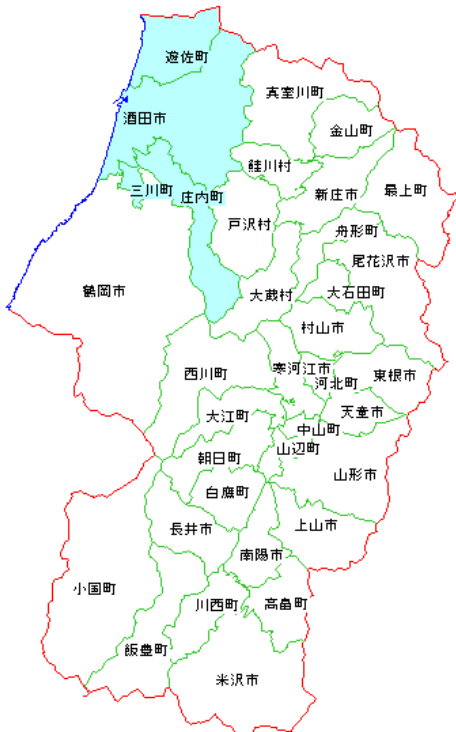 遊佐町
真室川町
酒田市
金山町
鮭川村
三川町
庄内町
新庄市
最上町
戸沢村
舟形町
尾花沢市
鶴岡市
大蔵村
大石田町
村山市
西川町
寒河江市
河北町
東根市
大江町
天童市
中山町
山辺町
朝日町
山形市
白鷹町
長井市
上山市
南陽市
小国町
川西町
高畠町
飯豊町
米沢市